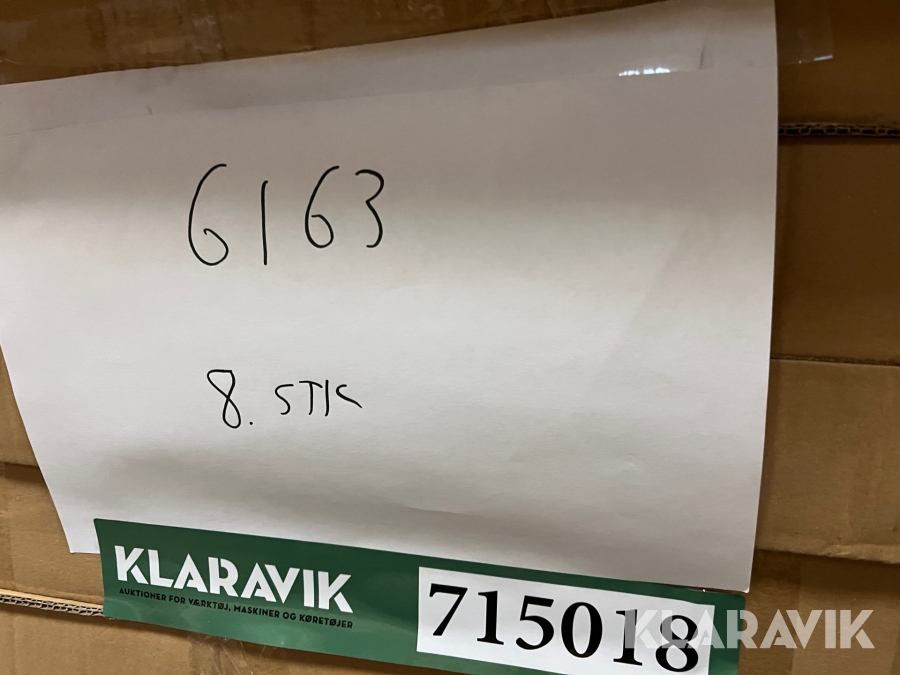 6163
8. STK
KLARAVIK
AUKTIONER FOR VÆRKTØJ, MASKINER OG KØRETØJER
715018
KLARAVIK